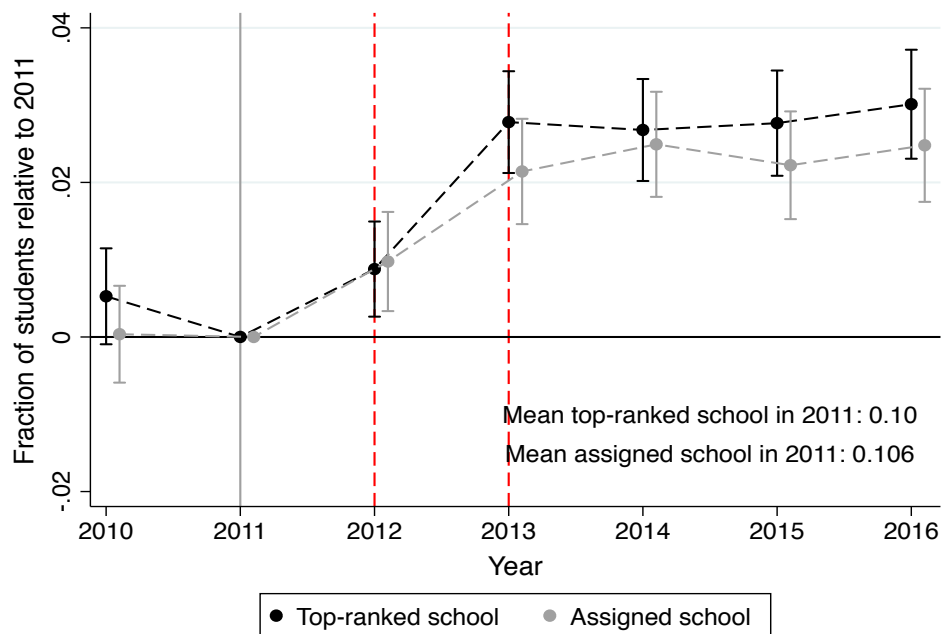 Fraction of students relative to 2011
.04
.02
0
-.02
Mean top-ranked school in 2011: 0.10
Mean assigned school in 2011: 0.106
2010 2011 2012 2013 2014 2015 2016
Year
Top-ranked school Assigned school